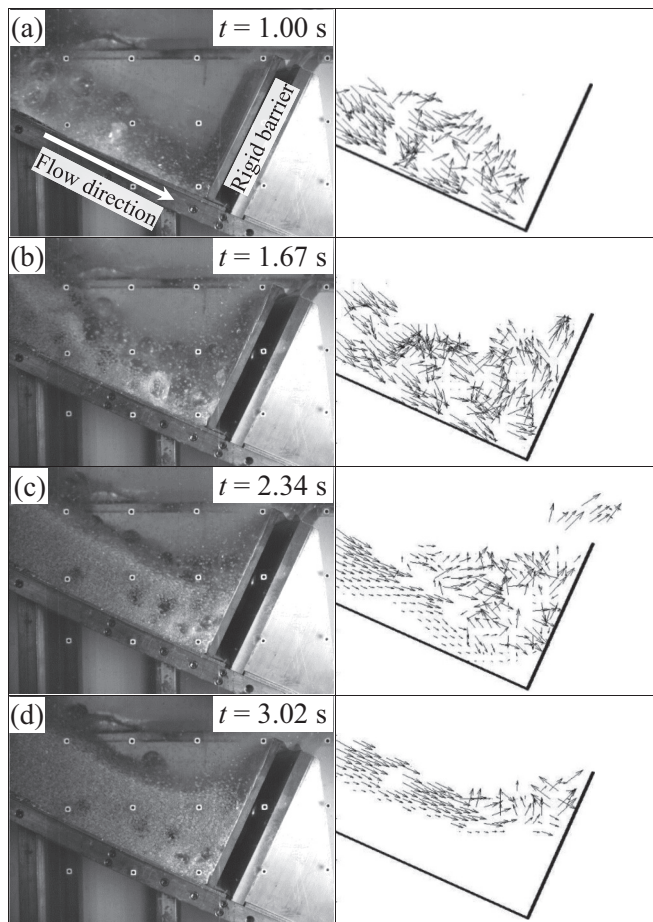 (a)
t = 1.00 s
Flow direction
Rigid barrier
(b)
t = 1.67 s
(c)
t = 2.34 s
(d)
t = 3.02 s